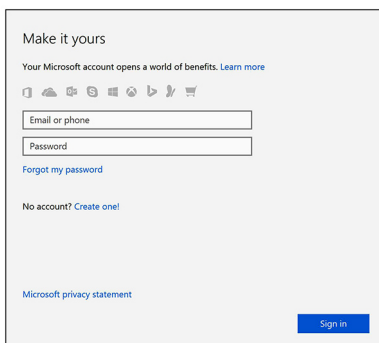 Make it yours
Your Microsoft account opens a world of benefits. Learn more
Email or phone
Password
Forgot my password
No account? Create one!
Microsoft privacy statement
Sign in